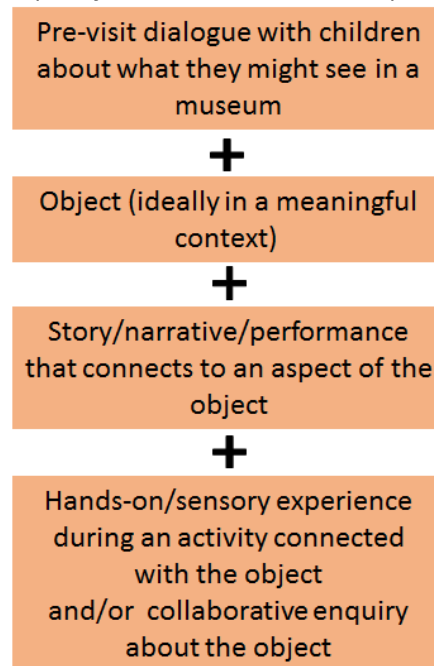 Pre-visit dialogue with children
about what they might see in a
museum
+
Object (ideally in a meaningful
context)
+
Story/narrative/performance
that connects to an aspect of the
object
+
Hands-on/sensory experience
during an activity connected
with the object
and/or collaborative enquiry
about the object